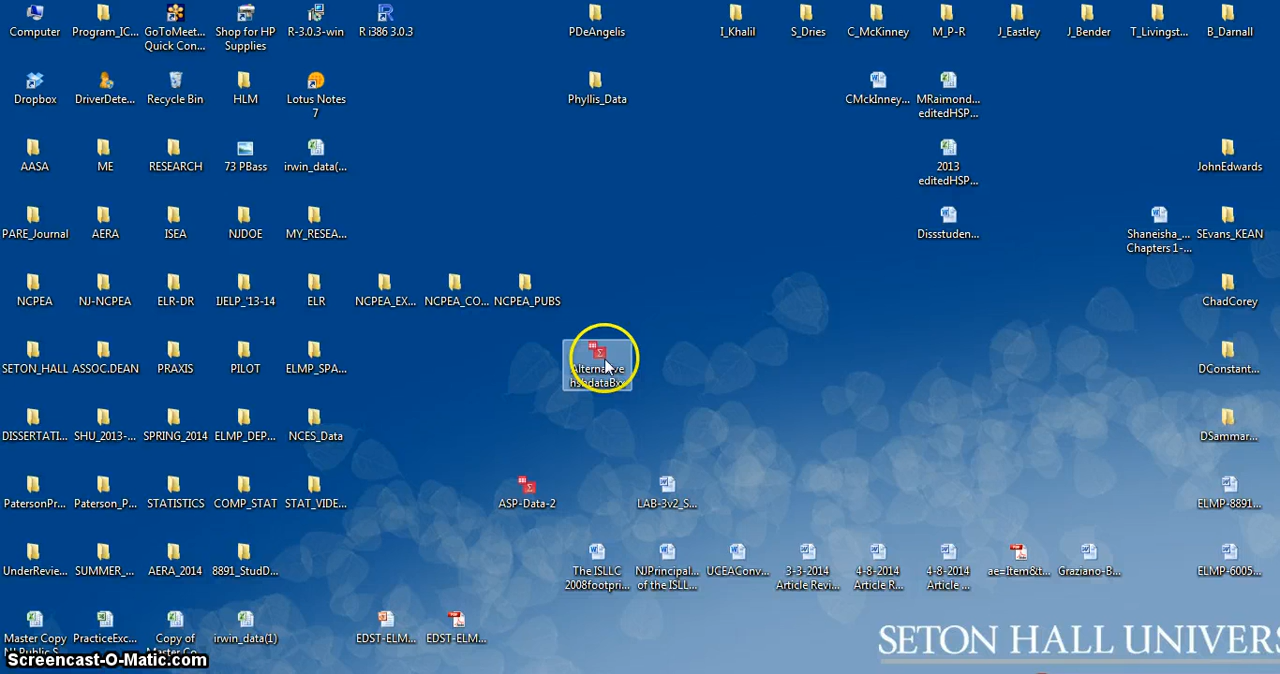 Computer
Program_IC...
GoToMeet...
Quick Con...
Shop for HP
Supplies
R-3.0.3-win
R i386 3.0.3
PDeAngelis
I_Khalil
S_Dries
C_McKinney
M_P-R
J_Eastley
J_Bender
T_Livingst...
B_Darnall
Dropbox
DriverDete...
Recycle Bin
HLM
Lotus Notes
7
Phyllis_Data
CMckInney...
MRaimond...
editedHSP...
AASA
ME
RESEARCH
73 PBass
irwin_data(...
2013
editedHSP...
JohnEdwards
PARE_Journal
AERA
ISEA
NJDOE
MY_RESEA...
Dissstuden...
Shaneisha_...
Chapters 1-...
SEvans_KEAN
NCPEA
NJ-NCPEA
ELR-DR
IJELP_'13-14
ELR
NCPEA_EX...
NCPEA_CO...
NCPEA_PUBS
ChadCorey
SETON_HALL
ASSOC.DEAN
PRAXIS
PILOT
ELMP_SPA...
Alternative
DConstant...
DISSERTATI...
SHU_2013-...
SPRING_2014
ELMP_DEP...
NCES_Data
DSammar...
PatersonPr...
Paterson_P...
STATISTICS
COMP_STAT
STAT_VIDE...
ASP-Data-2
LAB-3v2_S...
ELMP-8891...
UnderRevie...
SUMMER_...
AERA_2014
8891_StudD...
The ISLLC
2008footpri...
NJPrincipal...
of the ISLL...
UCEAConv...
3-3-2014
Article Revi...
4-8-2014
Article R...
4-8-2014
Article ...
ae=Item&t...
Graziano-B...
ELMP-6005...
Master Copy
PracticeExc...
Copy of
irwin_data(1)
EDST-ELM...
EDST-ELM...
SETON HALL UNIVERS
Screencast-O-Matic.com